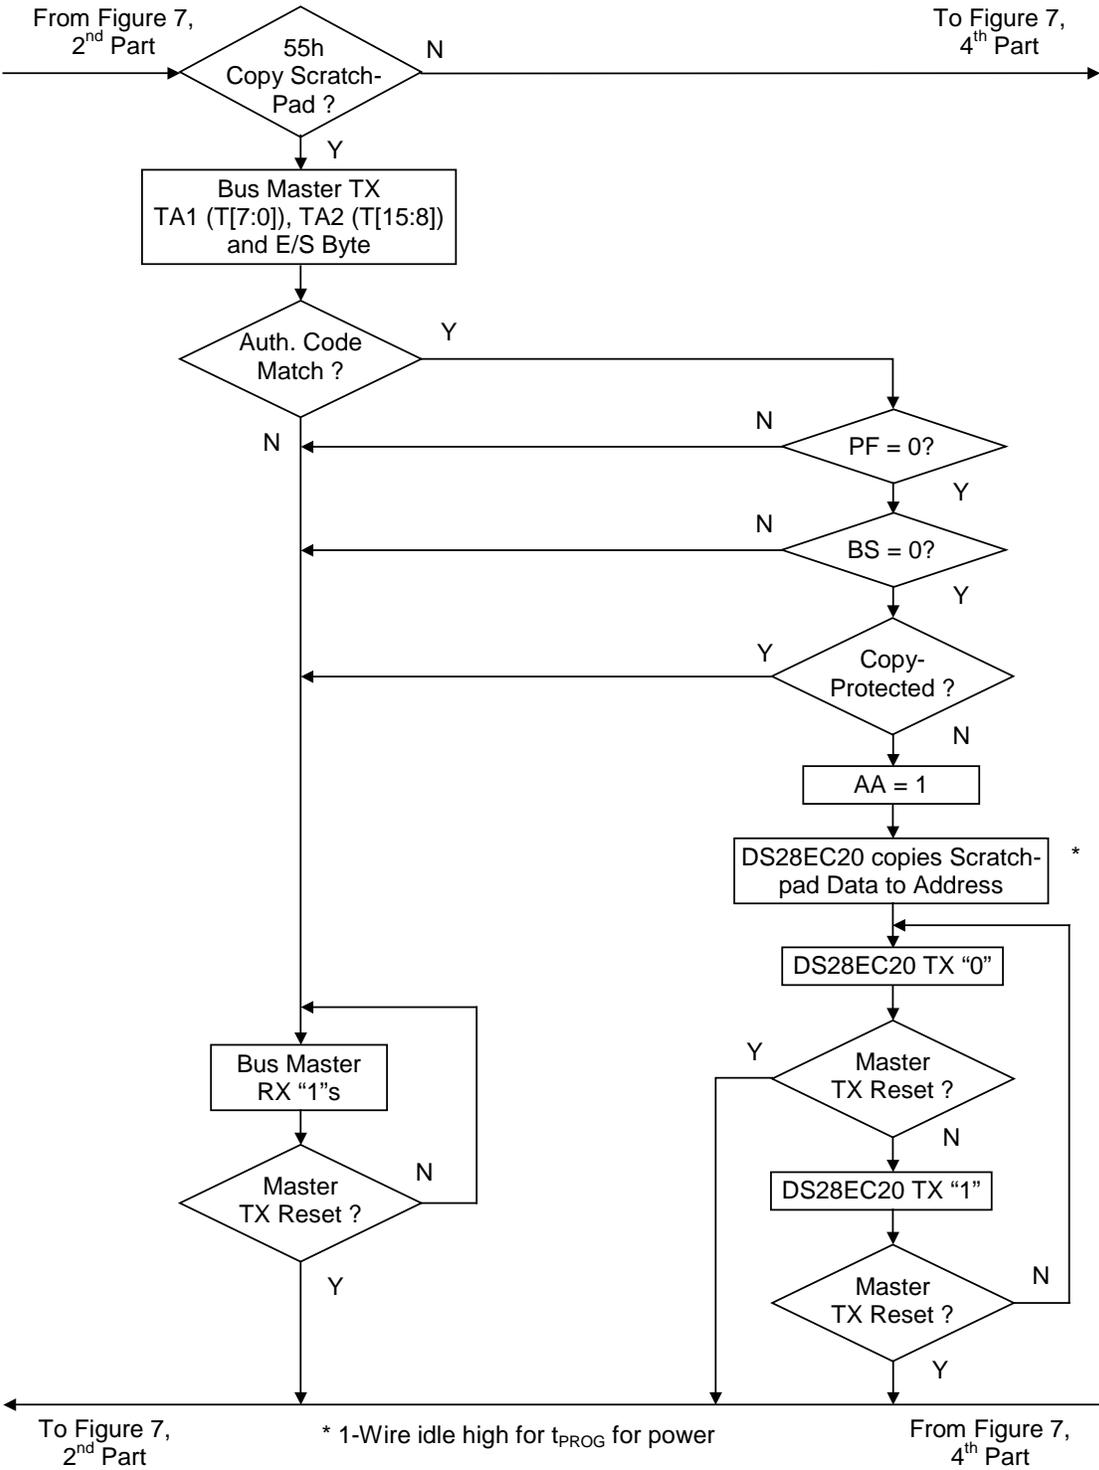 From Figure 7,
2nd Part
To Figure 7,
4th Part
55h
Copy Scratch-
Pad ?
N
Y
Bus Master TX
TA1 (T[7:0]), TA2 (T[15:8])
and E/S Byte
Auth. Code
Match ?
Y
N
PF = 0?
N
Y
BS = 0?
N
Y
Copy-
Protected ?
Y
N
AA = 1
DS28EC20 copies Scratch-
pad Data to Address
*
DS28EC20 TX “0”
Master
TX Reset ?
Y
N
DS28EC20 TX “1”
Master
TX Reset ?
N
Y
Bus Master
RX “1”s
Master
TX Reset ?
N
Y
To Figure 7,
2nd Part
* 1-Wire idle high for tPROG for power
From Figure 7,
4th Part